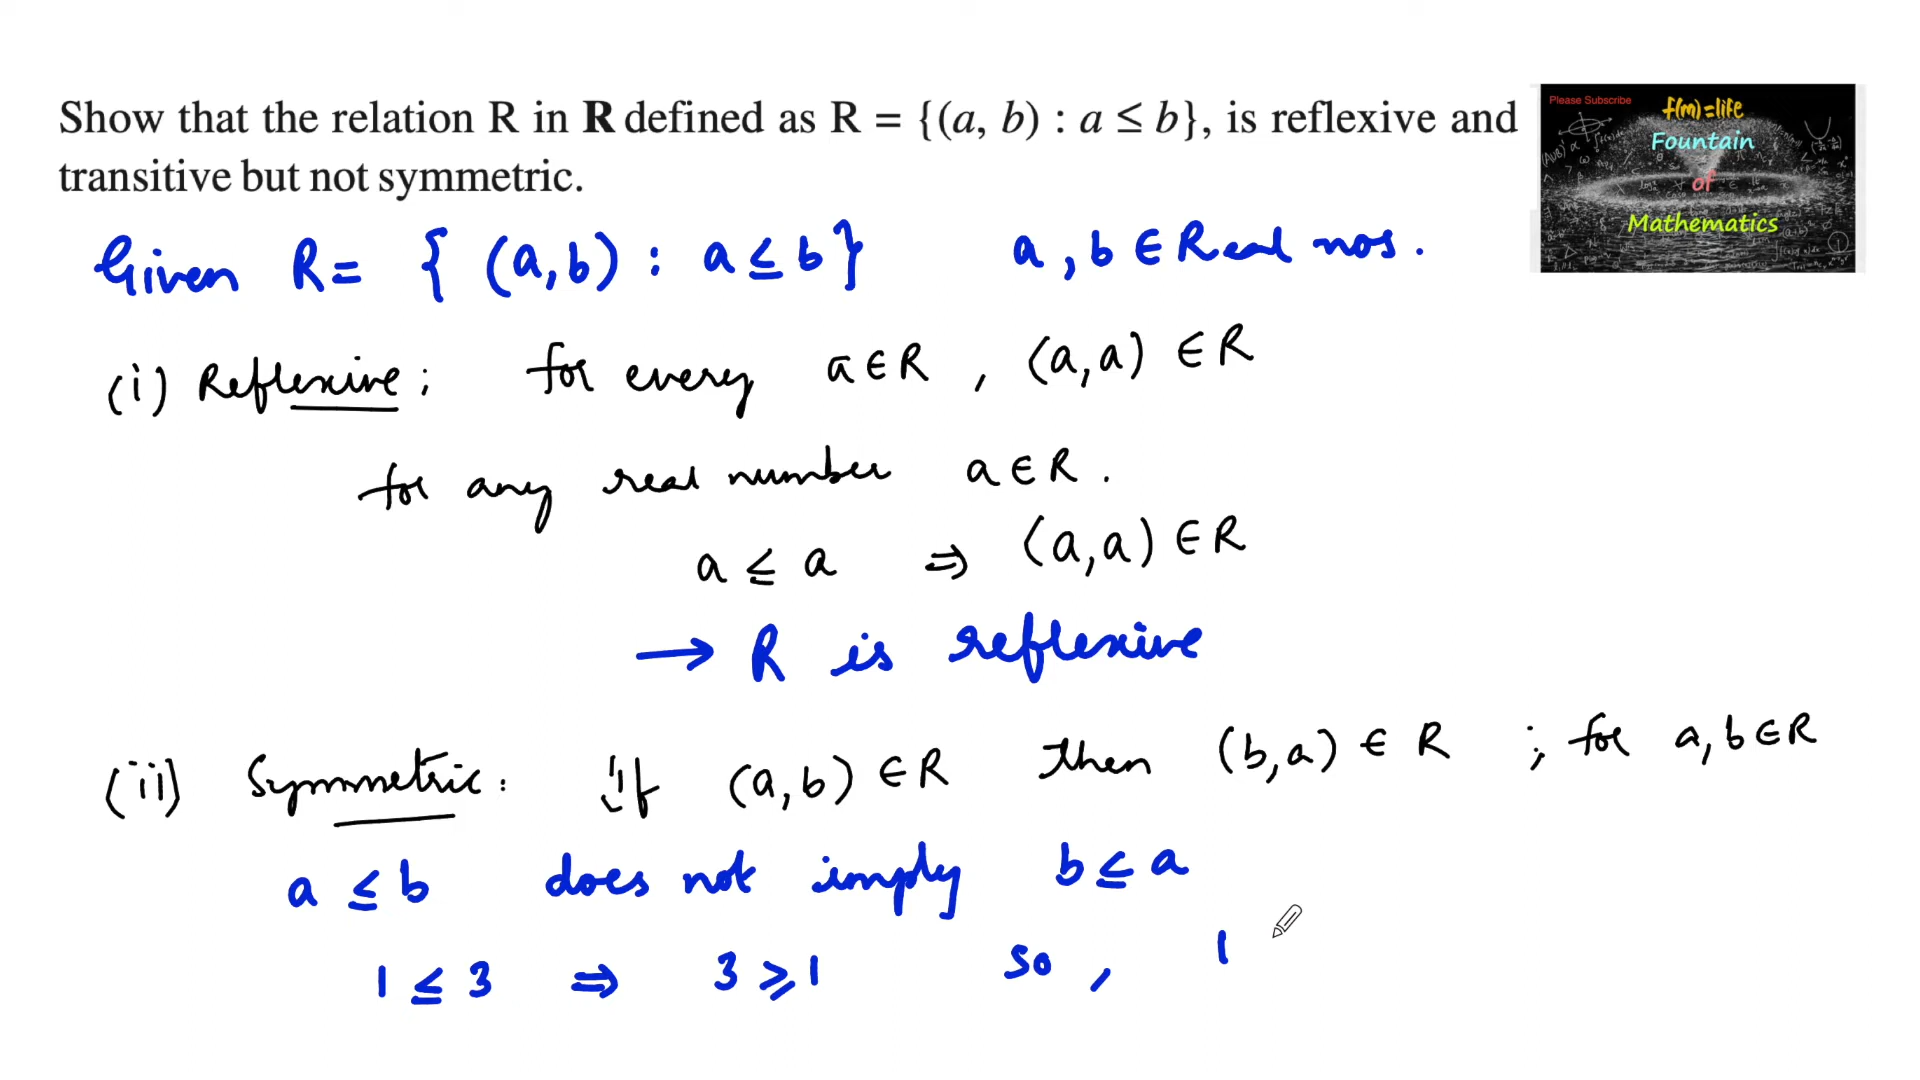 Show that the relation R in R defined as R = {(a, b) : a ≤ b}, is reflexive and
transitive but not symmetric.
Please Subscribe
f(m)=life
Fountain
of
Mathematics
Given R = { (a,b) : a ≤ b} a , b ∈ Real nos .
(i) Reflexive : for every a ∈ R , (a,a) ∈ R
for any real number a ∈ R .
a ≤ a ⇒ (a,a) ∈ R
→ R is reflexive
(ii) Symmetric : If (a,b) ∈ R then (b,a) ∈ R ; for a,b ∈ R
a ≤ b does not imply b ≤ a
1 ≤ 3 ⇒ 3 ⩾ 1 so , 1